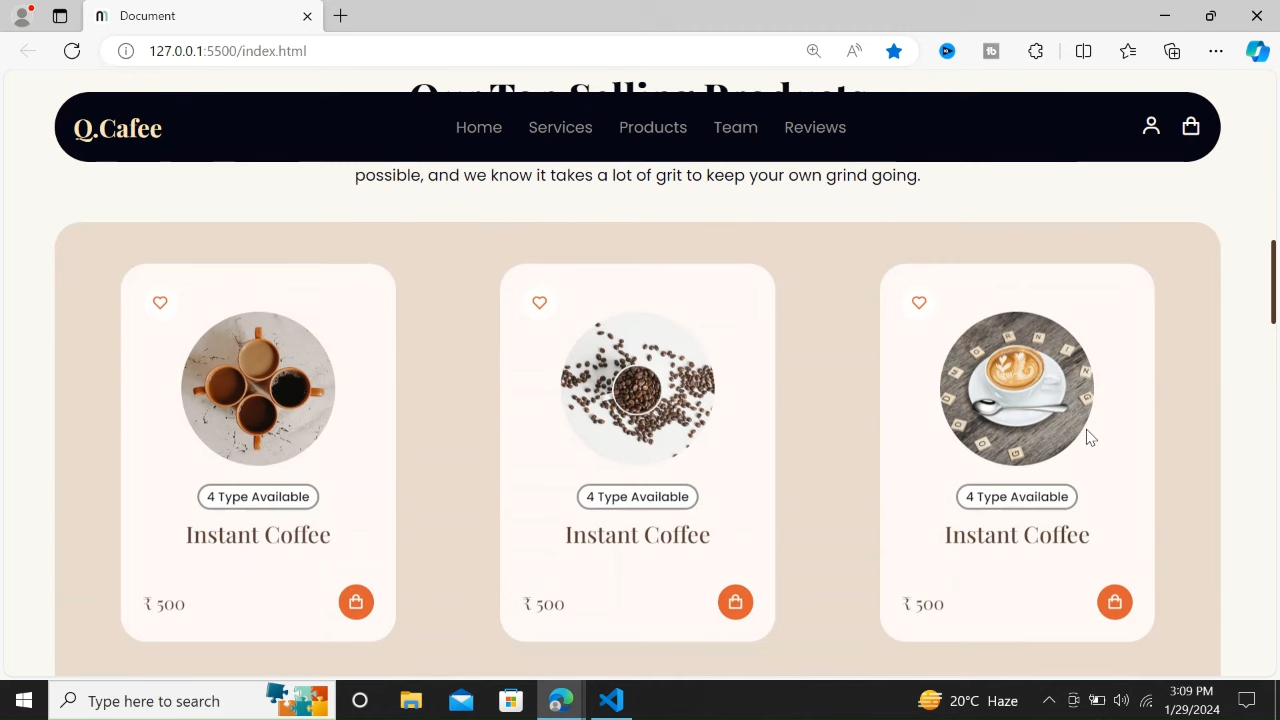 Document
127.0.0.1:5500/index.html
Our Top Selling Products
Q.Cafee
Home
Services
Products
Team
Reviews
possible, and we know it takes a lot of grit to keep your own grind going.
4 Type Available
Instant Coffee
₹ 500
4 Type Available
Instant Coffee
₹ 500
4 Type Available
Instant Coffee
₹ 500
Type here to search
20°C Haze
3:09 PM
1/29/2024